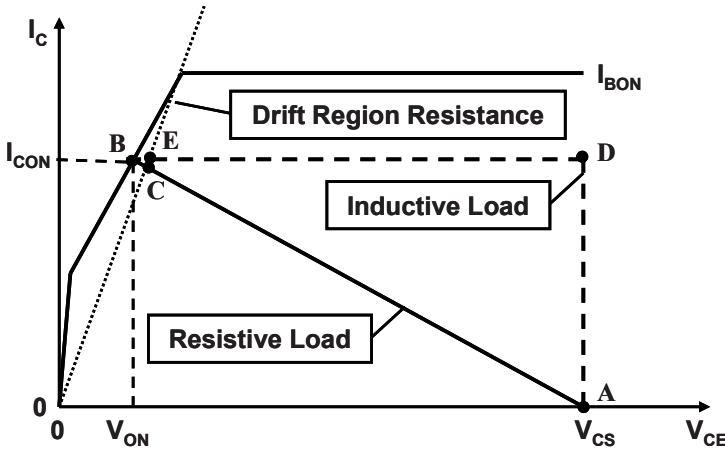 I_C
I_BON
Drift Region Resistance
B
E
D
I_CON
C
Inductive Load
Resistive Load
A
0
0
V_ON
V_CS
V_CE